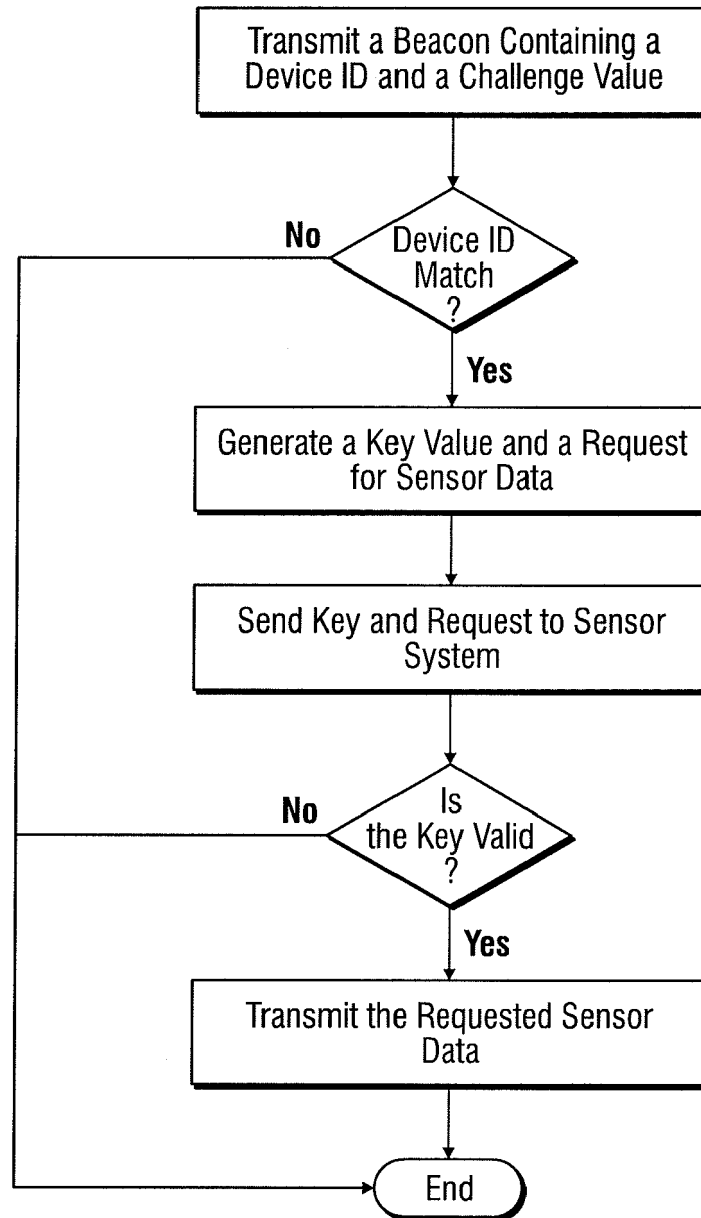 Transmit a Beacon Containing a
Device ID and a Challenge Value
No
Device ID
Match
?
Yes
Generate a Key Value and a Request
for Sensor Data
Send Key and Request to Sensor
System
No
Is
the Key Valid
?
Yes
Transmit the Requested Sensor
Data
End